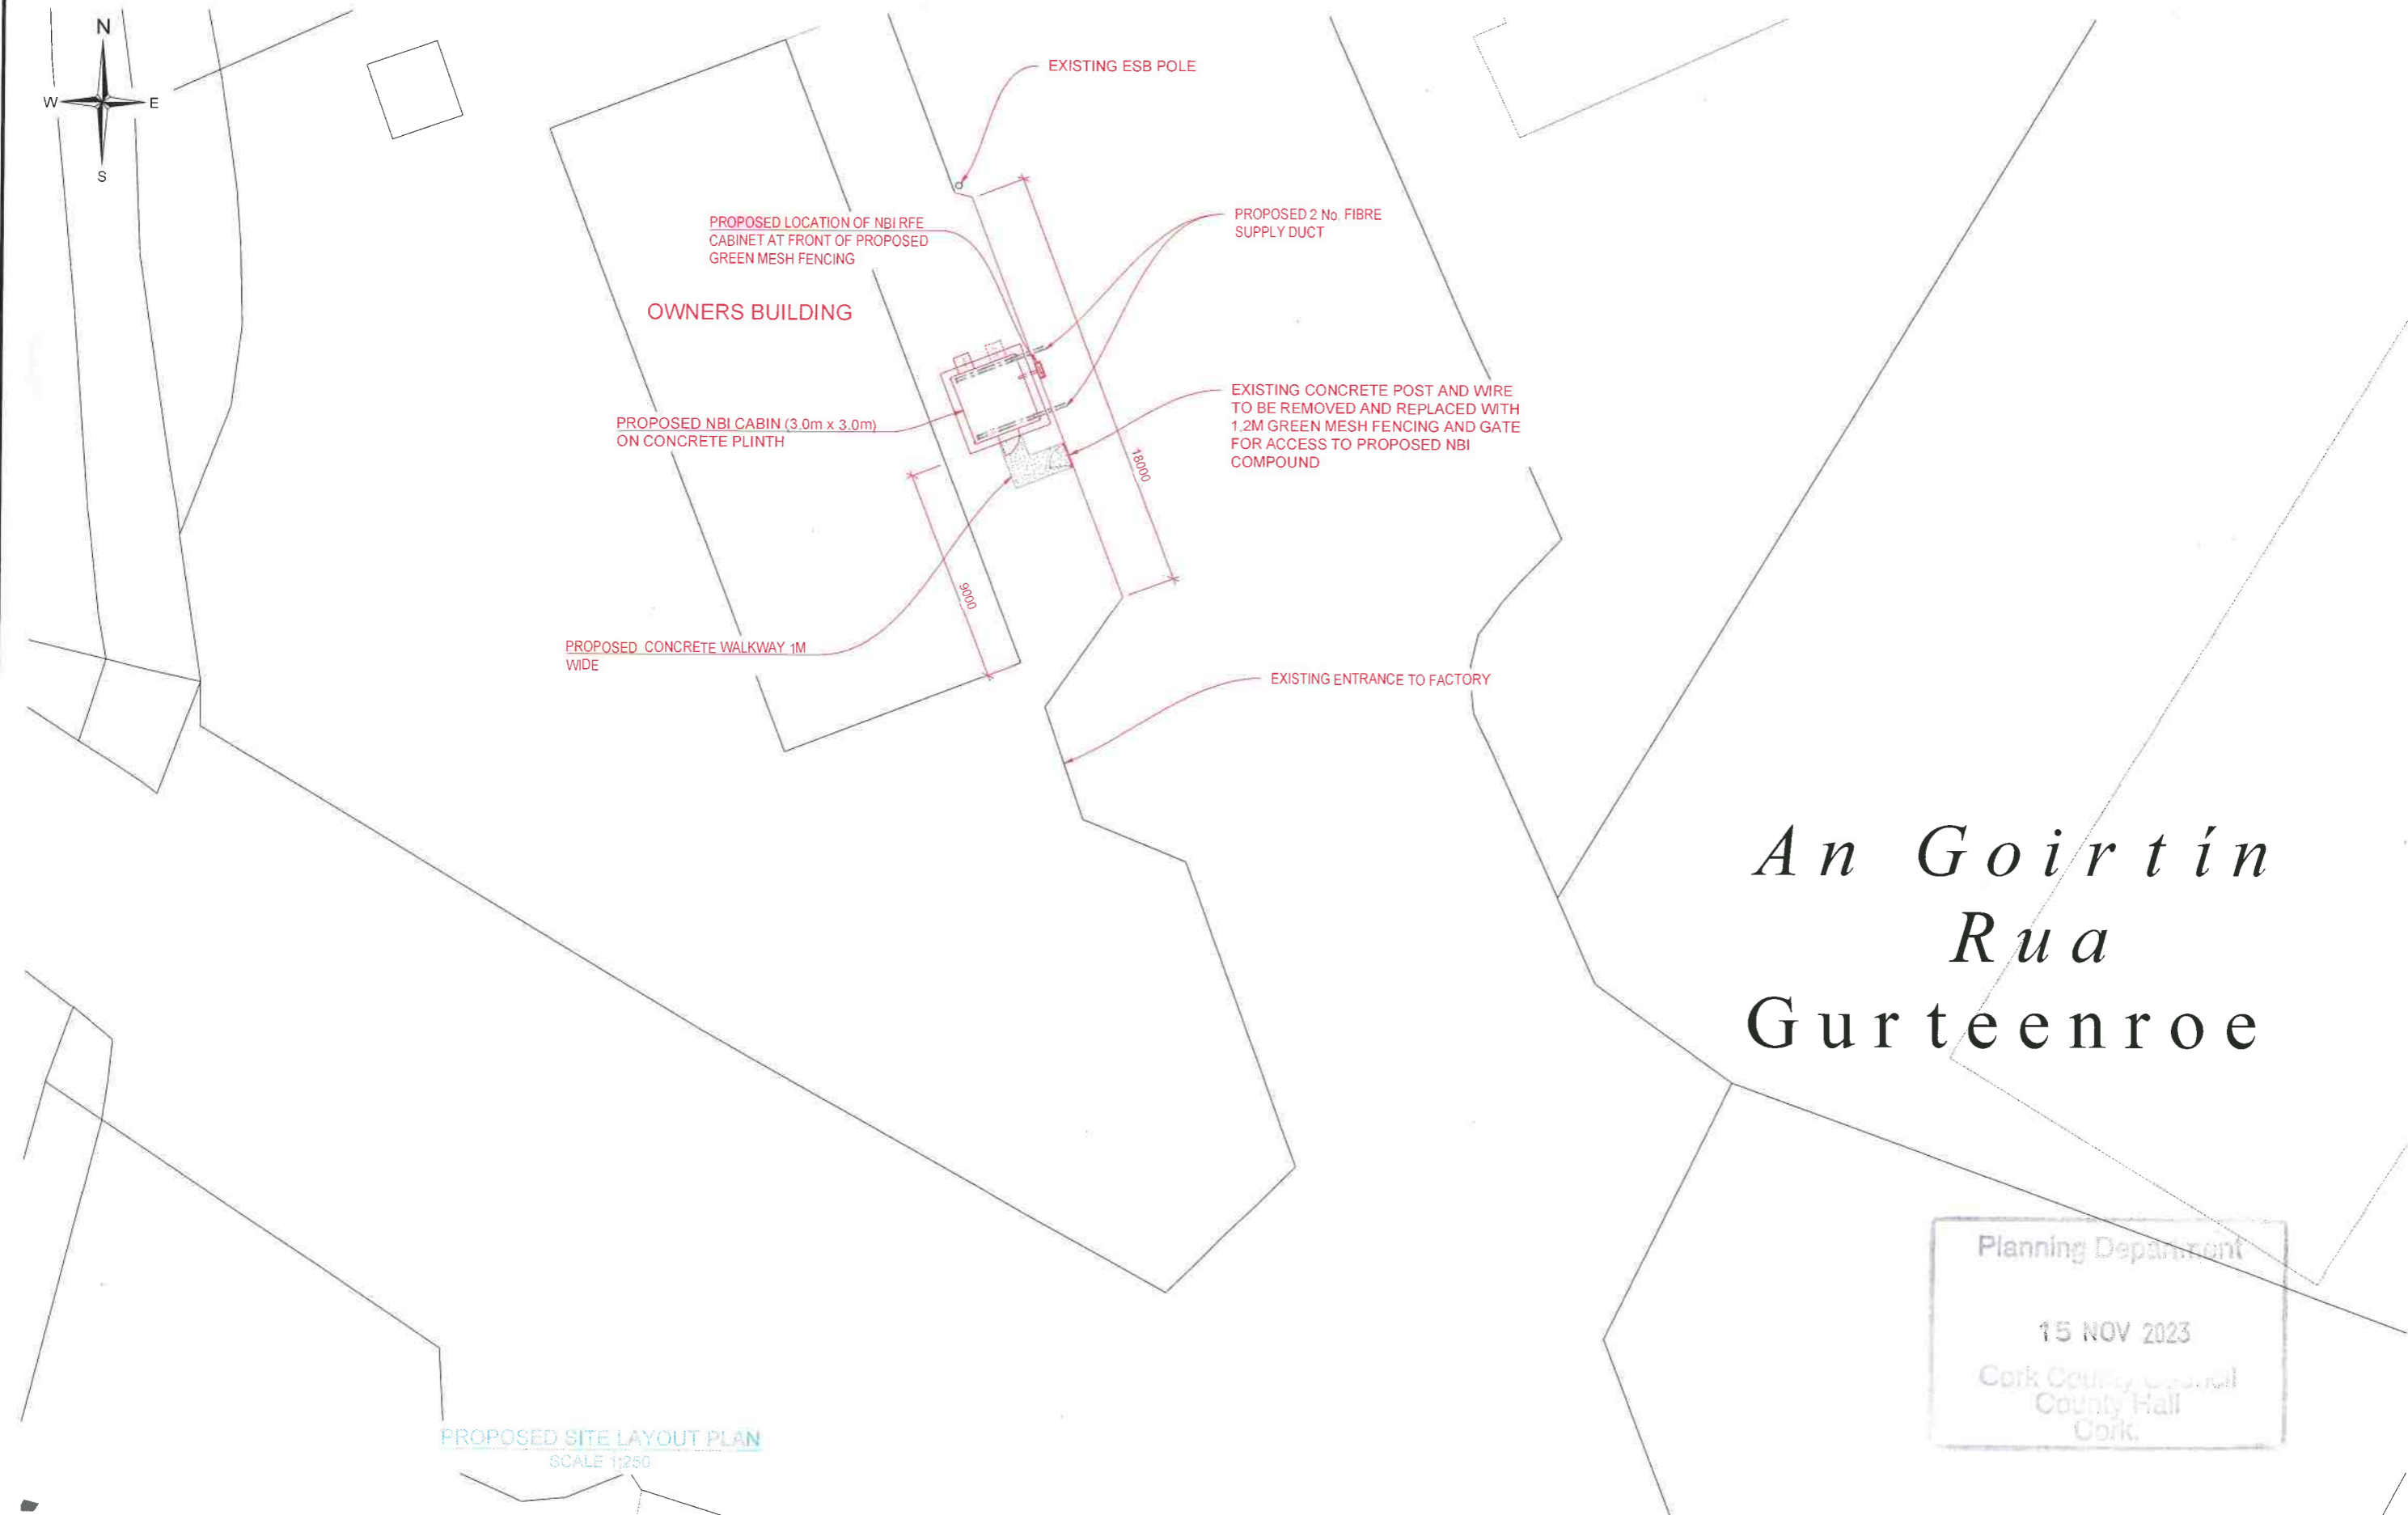 N
W
E
S
EXISTING ESB POLE
PROPOSED LOCATION OF NBI RFE
CABINET AT FRONT OF PROPOSED
GREEN MESH FENCING
PROPOSED 2 No. FIBRE
SUPPLY DUCT
OWNERS BUILDING
EXISTING CONCRETE POST AND WIRE
TO BE REMOVED AND REPLACED WITH
1.2M GREEN MESH FENCING AND GATE
FOR ACCESS TO PROPOSED NBI
COMPOUND
PROPOSED NBI CABIN (3.0m x 3.0m)
ON CONCRETE PLINTH
18000
9000
PROPOSED CONCRETE WALKWAY 1M
WIDE
EXISTING ENTRANCE TO FACTORY
An Goirtín
Rua
Gurteenroe
Planning Department
15 NOV 2023
Cork County Council
County Hall
Cork.
PROPOSED SITE LAYOUT PLAN
SCALE 1:250